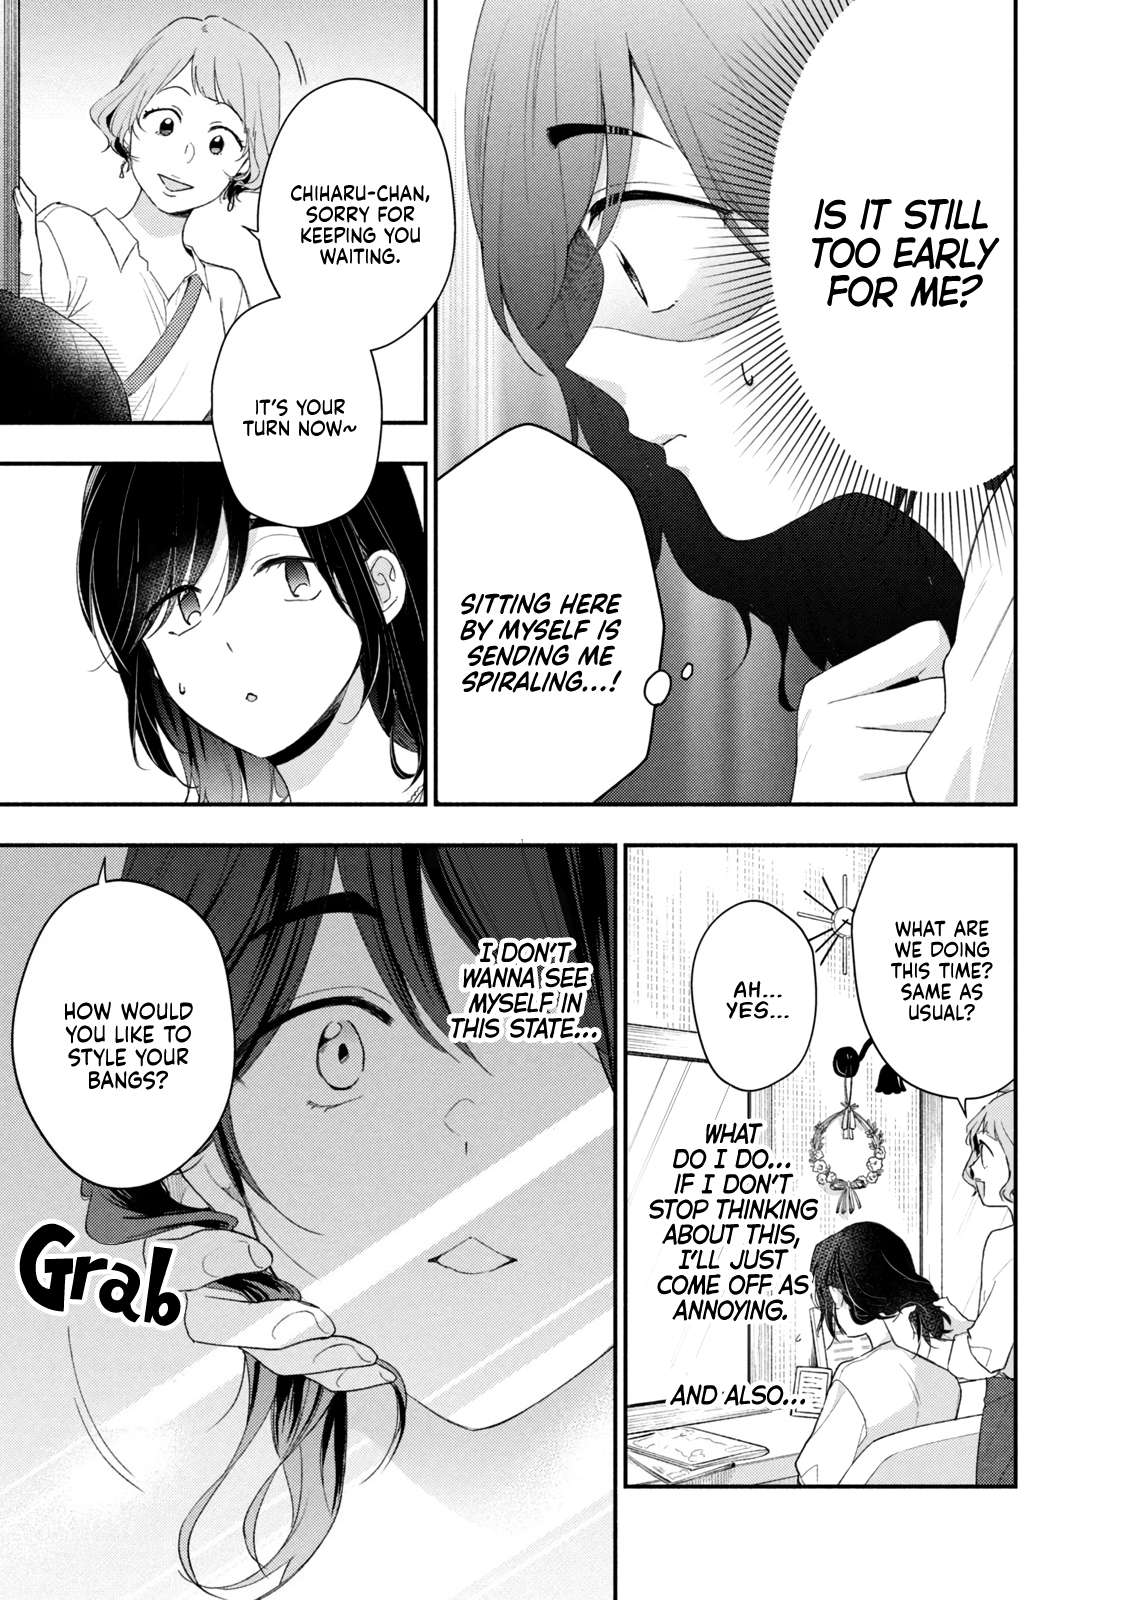 IS IT STILL
TOO EARLY
FOR ME?
SITTING HERE
BY MYSELF IS
SENDING ME
SPIRALING...!
CHIHARU-CHAN,
SORRY FOR
KEEPING YOU
WAITING.
IT'S YOUR
TURN NOW~
WHAT ARE
WE DOING
THIS TIME?
SAME AS
USUAL?
AH...
YES...
WHAT
DO I DO...
IF I DON'T
STOP THINKING
ABOUT THIS,
I'LL JUST
COME OFF AS
ANNOYING.
AND ALSO...
I DON'T
WANNA SEE
MYSELF IN
THIS STATE...
HOW WOULD
YOU LIKE TO
STYLE YOUR
BANGS?
Grab